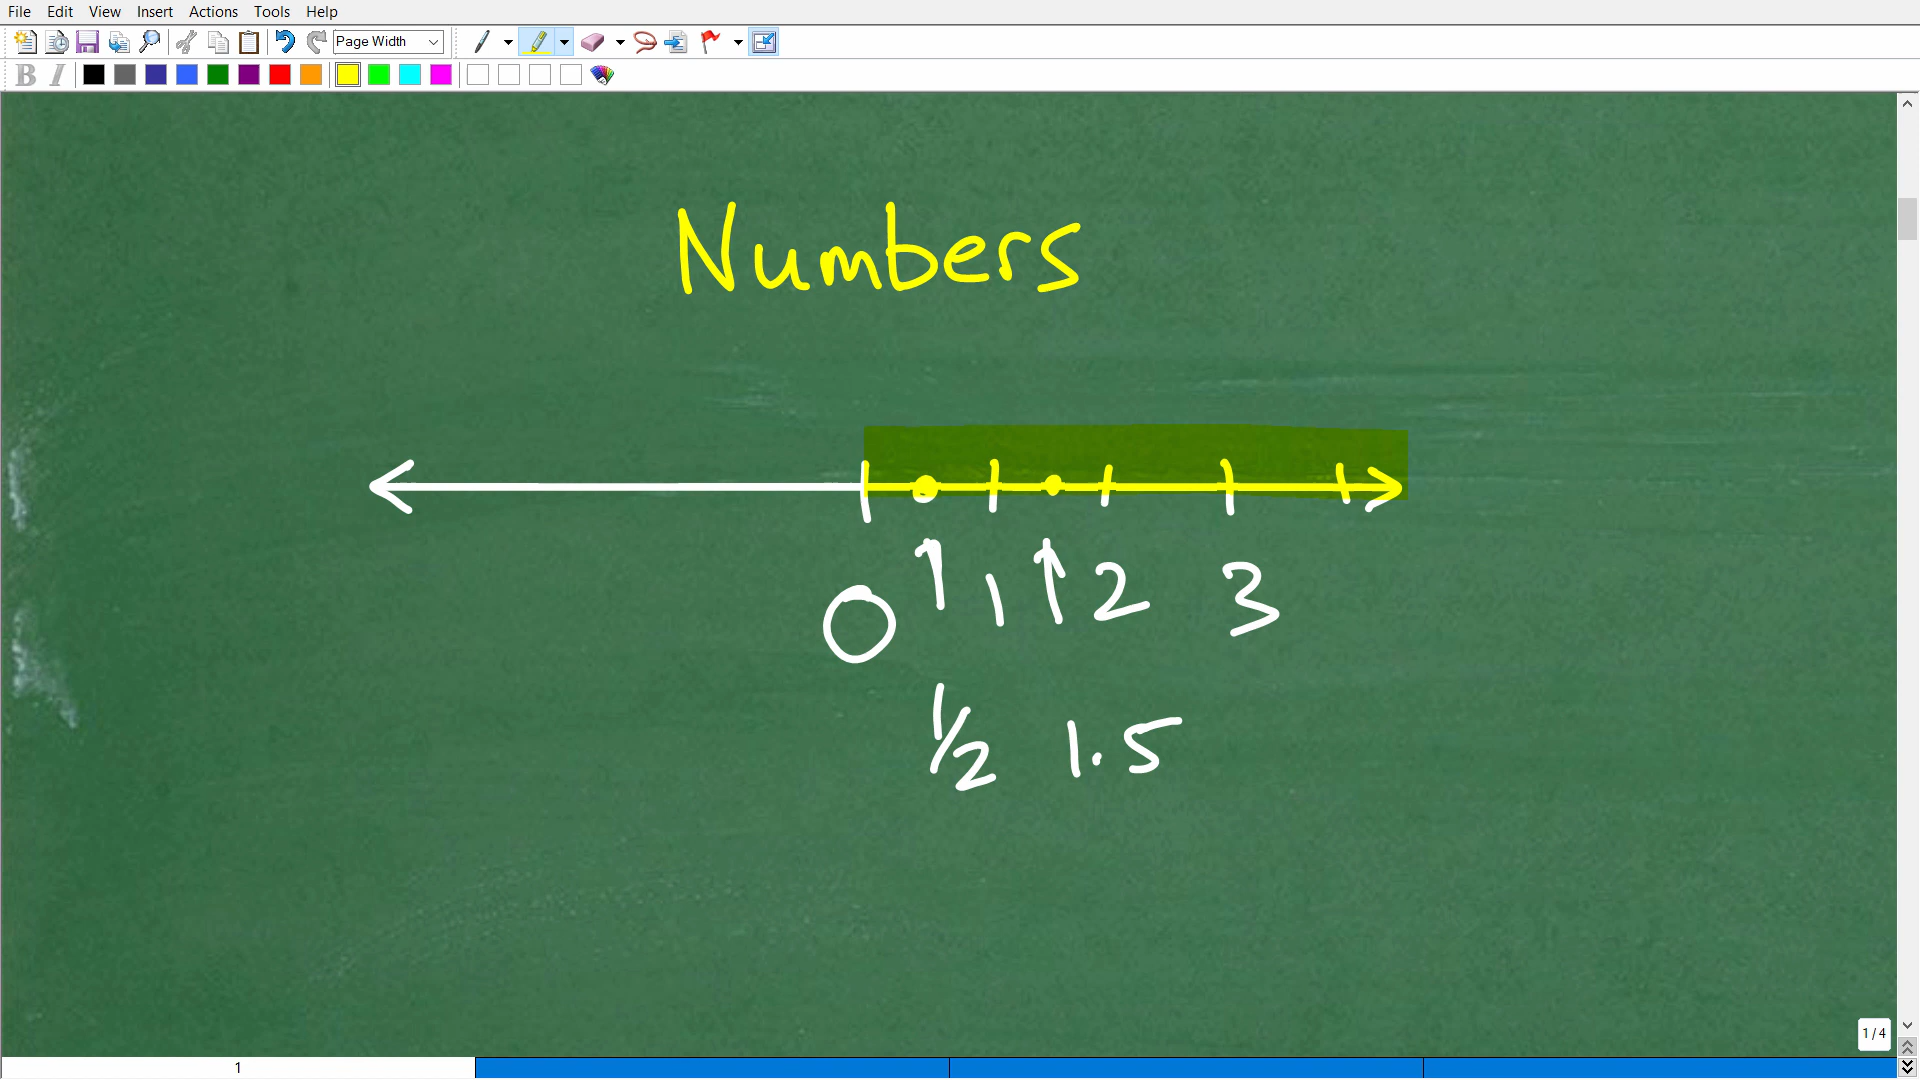 File Edit View Insert Actions Tools Help
Page Width
B I
Numbers
0 1 2 3
1/2 1.5
1 / 4
1